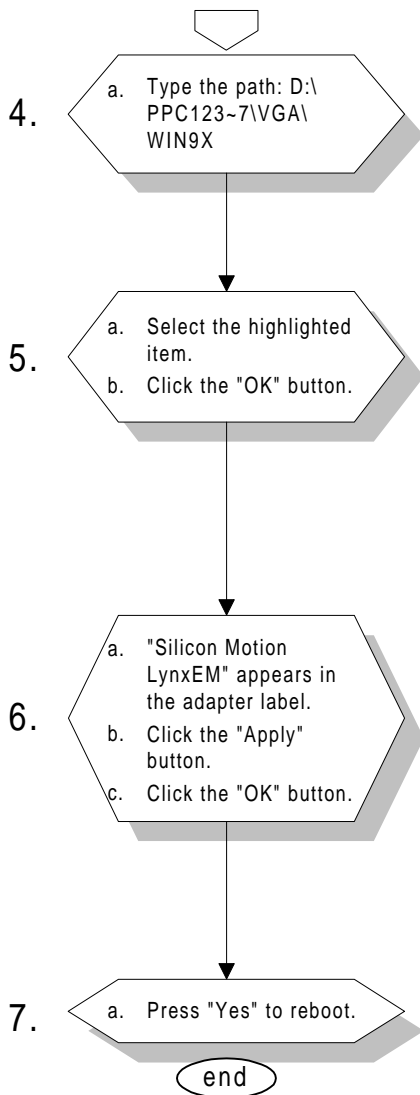 4.
a. Type the path: D:\
PPC123~7\VGA\
WIN9X
5.
a. Select the highlighted
item.
b. Click the "OK" button.
6.
a. "Silicon Motion
LynxEM" appears in
the adapter label.
b. Click the "Apply"
button.
c. Click the "OK" button.
7.
a. Press "Yes" to reboot.
end